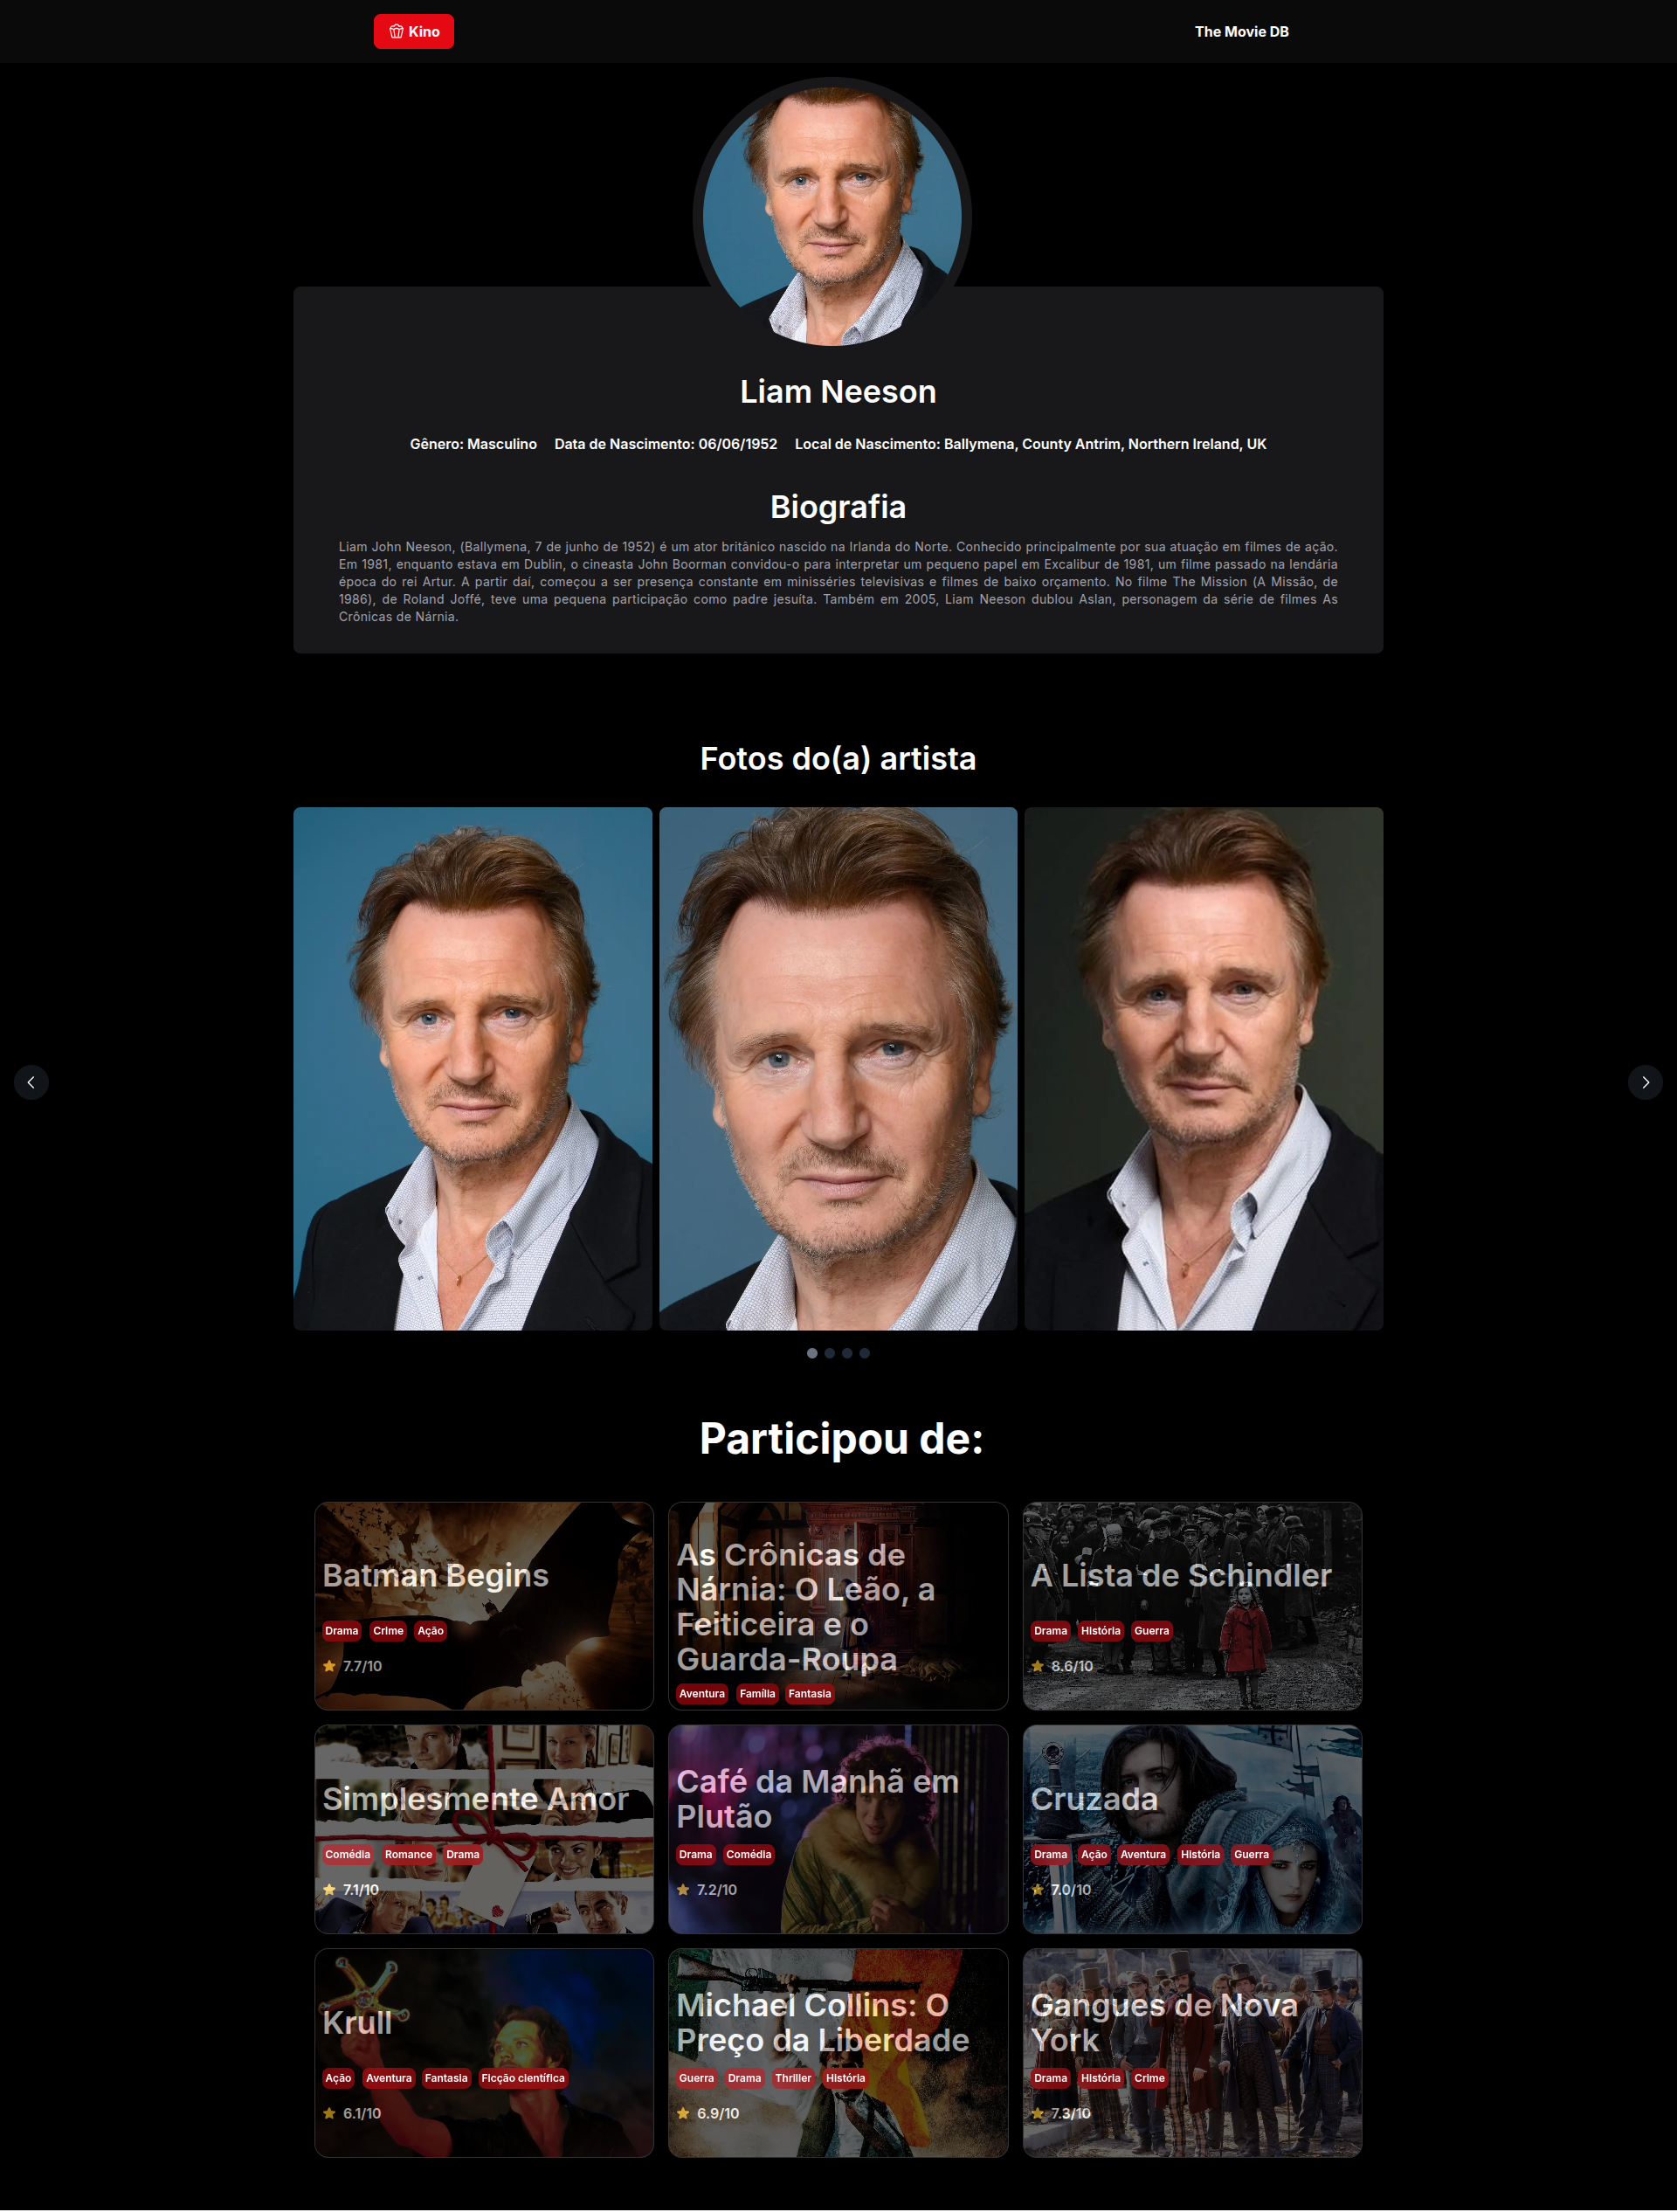 Kino
The Movie DB
Liam Neeson
Gênero: Masculino Data de Nascimento: 06/06/1952 Local de Nascimento: Ballymena, County Antrim, Northern Ireland, UK
Biografia
Liam John Neeson, (Ballymena, 7 de junho de 1952) é um ator britânico nascido na Irlanda do Norte. Conhecido principalmente por sua atuação em filmes de ação.
Em 1981, enquanto estava em Dublin, o cineasta John Boorman convidou-o para interpretar um pequeno papel em Excalibur de 1981, um filme passado na lendária
época do rei Artur. A partir daí, começou a ser presença constante em minisséries televisivas e filmes de baixo orçamento. No filme The Mission (A Missão, de
1986), de Roland Joffé, teve uma pequena participação como padre jesuíta. Também em 2005, Liam Neeson dublou Aslan, personagem da série de filmes As
Crônicas de Nárnia.
Fotos do(a) artista
Participou de:
Batman Begins
Drama Crime Ação
7.7/10
As Crônicas de
Nárnia: O Leão, a
Feiticeira e o
Guarda-Roupa
Aventura Família Fantasia
A Lista de Schindler
Drama História Guerra
8.6/10
Simplesmente Amor
Comédia Romance Drama
7.1/10
Café da Manhã em
Plutão
Drama Comédia
7.2/10
Cruzada
Drama Ação Aventura História Guerra
7.0/10
Krull
Ação Aventura Fantasia Ficção científica
6.1/10
Michael Collins: O
Preço da Liberdade
Guerra Drama Thriller História
6.9/10
Gangues de Nova
York
Drama História Crime
7.3/10